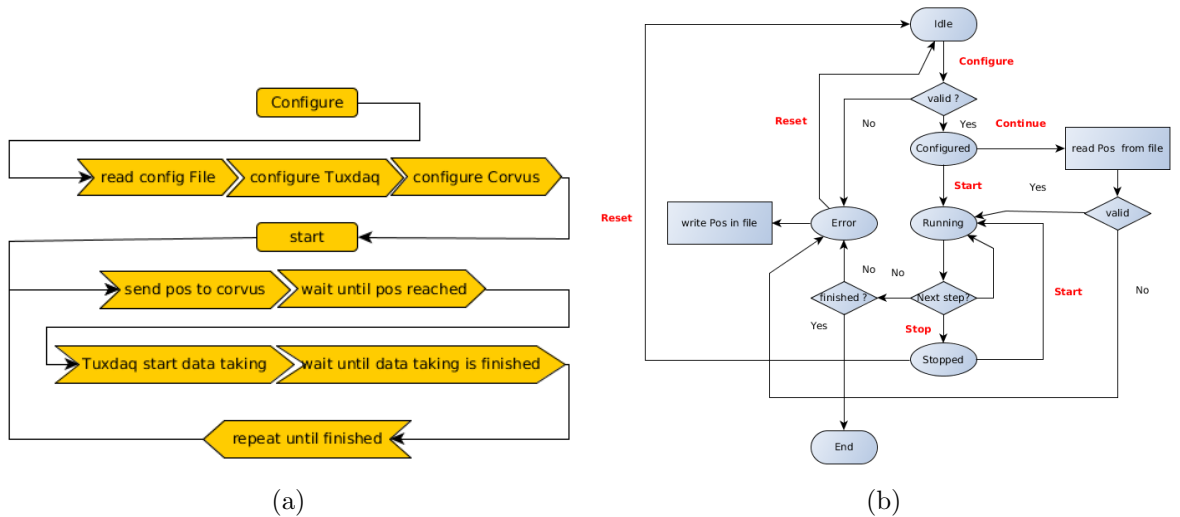 Configure
read config File
configure Tuxdaq
configure Corvus
start
send pos to corvus
wait until pos reached
Tuxdaq start data taking
wait until data taking is finished
repeat until finished
(a)
Idle
Configure
valid ?
Reset
No
Yes
Continue
Configured
read Pos from file
Start
Yes
Reset
write Pos in file
Error
Running
valid
No
No
finished ?
Next step?
Start
No
Yes
Stop
Stopped
End
(b)